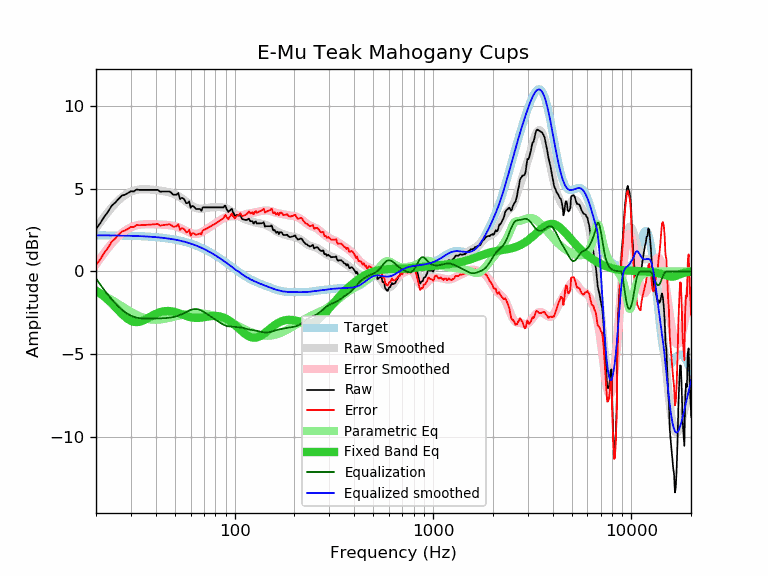 E-Mu Teak Mahogany Cups
Amplitude (dBr)
10
5
0
−5
−10
Target
Raw Smoothed
Error Smoothed
Raw
Error
Parametric Eq
Fixed Band Eq
Equalization
Equalized smoothed
100 1000 10000
Frequency (Hz)